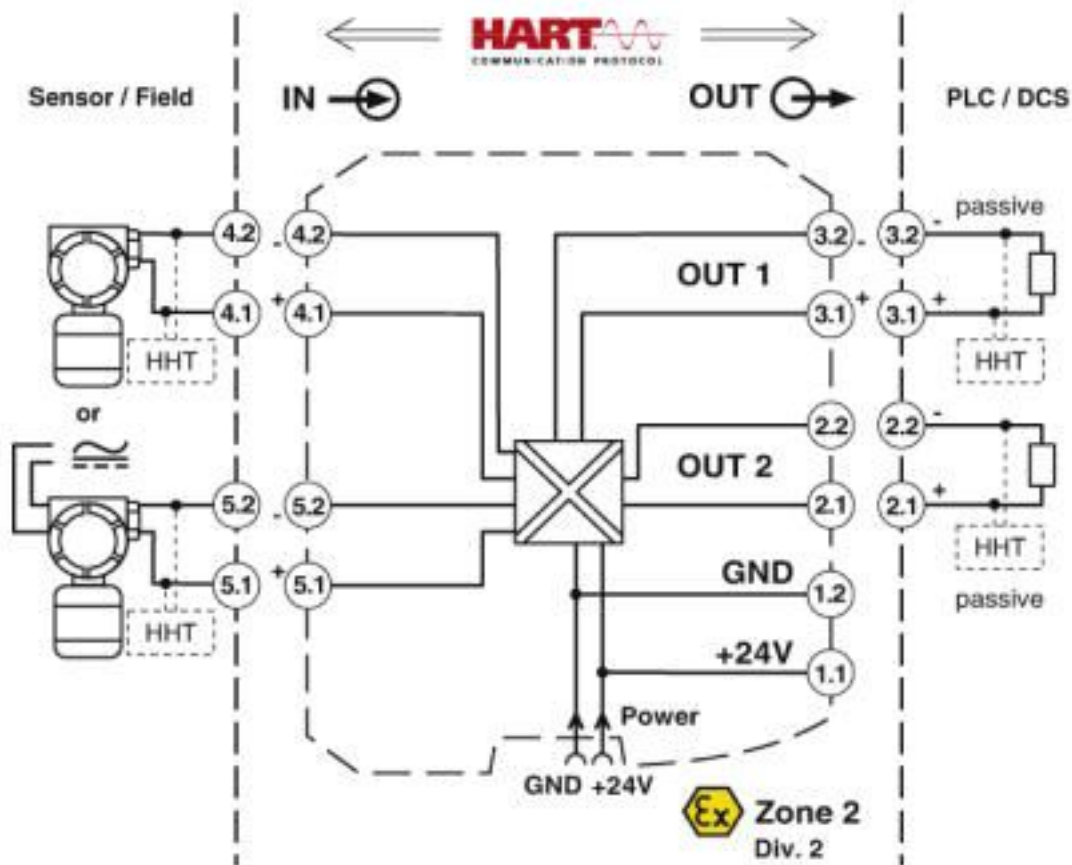 HART
COMMUNICATION PROTOCOL
Sensor / Field
IN
OUT
PLC / DCS
passive
4.2
- 4.2
3.2 -
3.2 -
OUT 1
4.1
+ 4.1
3.1 +
3.1 +
HHT
HHT
or
2.2
2.2 -
OUT 2
5.2
- 5.2
2.1
2.1 +
HHT
GND
5.1
+ 5.1
1.2
passive
HHT
+24V
1.1
Power
GND +24V
Ex
Zone 2
Div. 2